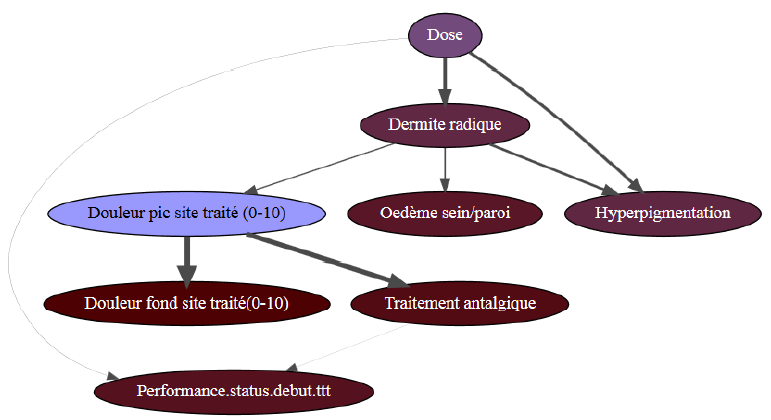 Dose
Dermite radique
Douleur pic site traité (0-10)
Oedème sein/paroi
Hyperpigmentation
Douleur fond site traité(0-10)
Traitement antalgique
Performance.status.debut.ttt